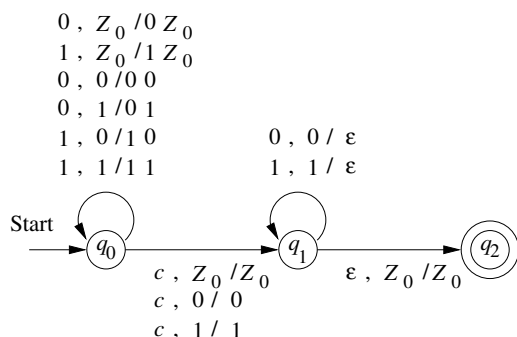 0 , Z₀ / 0 Z₀
1 , Z₀ / 1 Z₀
0 , 0 / 0 0
0 , 1 / 0 1
1 , 0 / 1 0
1 , 1 / 1 1
0 , 0 / ε
1 , 1 / ε
Start
q₀
q₁
q₂
c , Z₀ / Z₀
c , 0 / 0
c , 1 / 1
ε , Z₀ / Z₀